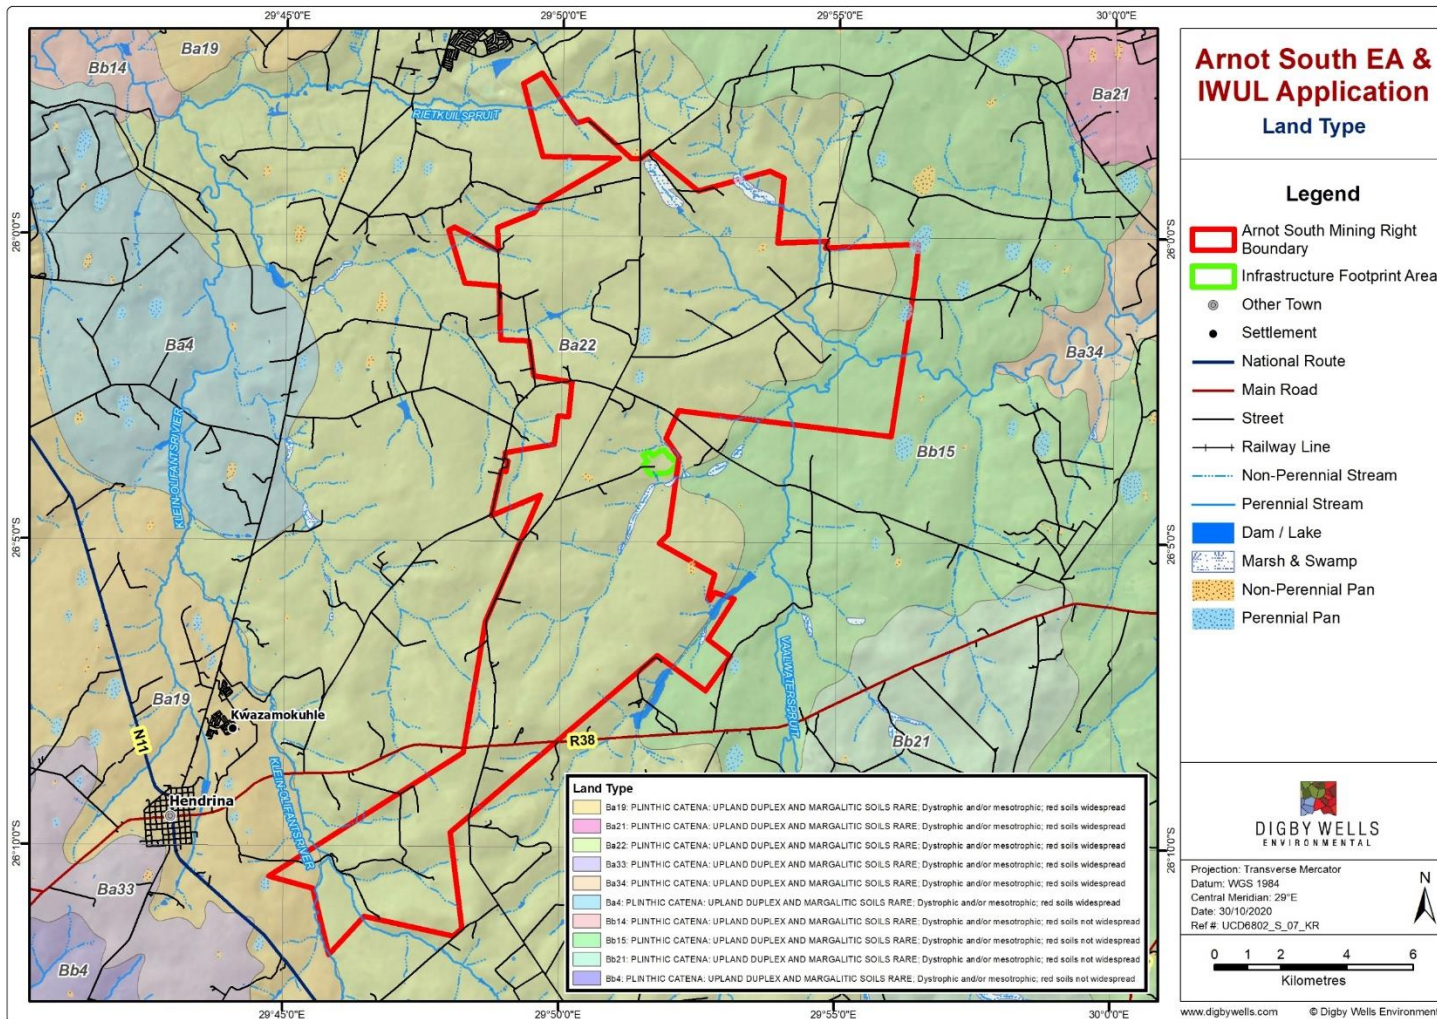 29°45'0"E
29°50'0"E
29°55'0"E
30°0'0"E
Ba19
Bb14
Ba21
RIETKUILSPRUIT
26°0'0"S
26°0'0"S
Ba4
Ba22
Ba34
KLEIN-OLIFANTSRIVIER
Bb15
26°5'0"S
26°5'0"S
Ba19
N11
Kwazamokuhle
VAALWATERSPRUIT
R38
Bb21
Hendrina
KLEIN-OLIFANTSRIVER
26°10'0"S
26°10'0"S
Ba33
Bb4
29°45'0"E
29°50'0"E
29°55'0"E
30°0'0"E
Land Type
Ba19: PLINTHIC CATENA: UPLAND DUPLEX AND MARGALITIC SOILS RARE; Dystrophic and/or mesotrophic; red soils widespread
Ba21: PLINTHIC CATENA: UPLAND DUPLEX AND MARGALITIC SOILS RARE; Dystrophic and/or mesotrophic; red soils widespread
Ba22: PLINTHIC CATENA: UPLAND DUPLEX AND MARGALITIC SOILS RARE; Dystrophic and/or mesotrophic; red soils widespread
Ba33: PLINTHIC CATENA: UPLAND DUPLEX AND MARGALITIC SOILS RARE; Dystrophic and/or mesotrophic; red soils widespread
Ba34: PLINTHIC CATENA: UPLAND DUPLEX AND MARGALITIC SOILS RARE; Dystrophic and/or mesotrophic; red soils widespread
Ba4: PLINTHIC CATENA: UPLAND DUPLEX AND MARGALITIC SOILS RARE; Dystrophic and/or mesotrophic; red soils widespread
Bb14: PLINTHIC CATENA: UPLAND DUPLEX AND MARGALITIC SOILS RARE; Dystrophic and/or mesotrophic; red soils not widespread
Bb15: PLINTHIC CATENA: UPLAND DUPLEX AND MARGALITIC SOILS RARE; Dystrophic and/or mesotrophic; red soils not widespread
Bb21: PLINTHIC CATENA: UPLAND DUPLEX AND MARGALITIC SOILS RARE; Dystrophic and/or mesotrophic; red soils not widespread
Bb4: PLINTHIC CATENA: UPLAND DUPLEX AND MARGALITIC SOILS RARE; Dystrophic and/or mesotrophic; red soils not widespread
Arnot South EA &
IWUL Application
Land Type
Legend
Arnot South Mining Right
Boundary
Infrastructure Footprint Area
Other Town
Settlement
National Route
Main Road
Street
Railway Line
Non-Perennial Stream
Perennial Stream
Dam / Lake
Marsh & Swamp
Non-Perennial Pan
Perennial Pan
DIGBY WELLS
ENVIRONMENTAL
Projection: Transverse Mercator
Datum: WGS 1984
Central Meridian: 29°E
Date: 30/10/2020
Ref #: UCD6802_S_07_KR
N
0 1 2 4 6
Kilometres
www.digbywells.com © Digby Wells Environment